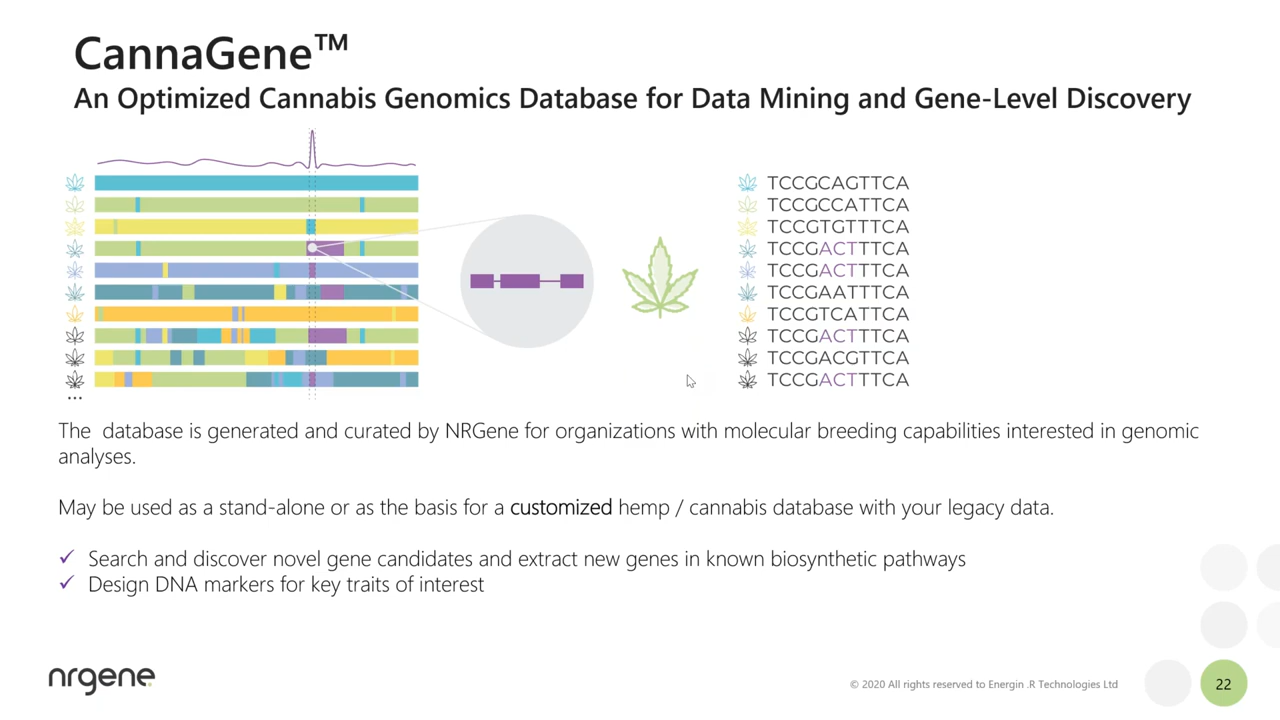 CannaGene™
An Optimized Cannabis Genomics Database for Data Mining and Gene-Level Discovery
TCCGCAGTTCA
TCCGCCATTCA
TCCGTGTTTCA
TCCGACTTTCA
TCCGACTTTCA
TCCGAATTTCA
TCCGTCATTCA
TCCGACTTTCA
TCCGACGTTCA
TCCGACTTTCA
...
The database is generated and curated by NRGene for organizations with molecular breeding capabilities interested in genomic
analyses.
May be used as a stand-alone or as the basis for a customized hemp / cannabis database with your legacy data.
✓ Search and discover novel gene candidates and extract new genes in known biosynthetic pathways
✓ Design DNA markers for key traits of interest
nrgene
© 2020 All rights reserved to Energin .R Technologies Ltd
22